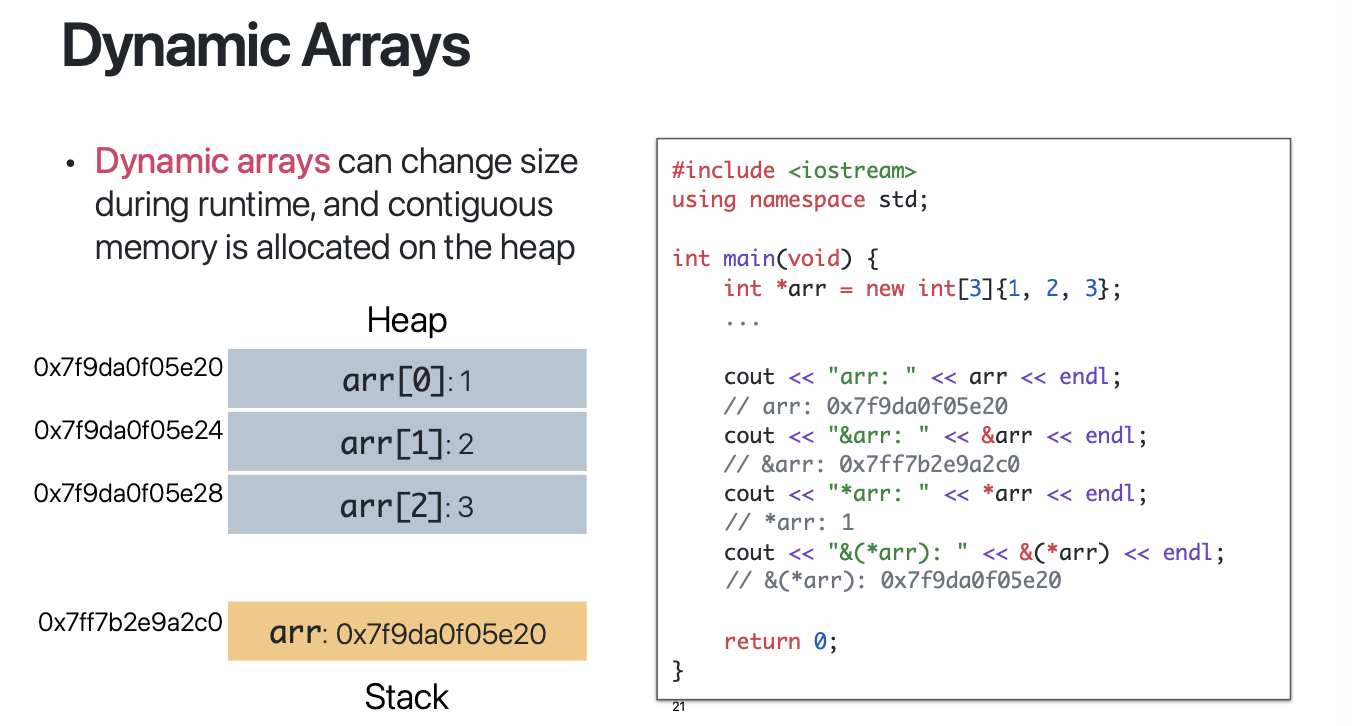 Dynamic Arrays
• Dynamic arrays can change size
during runtime, and contiguous
memory is allocated on the heap
Heap
0x7f9da0f05e20 arr[0]: 1
0x7f9da0f05e24 arr[1]: 2
0x7f9da0f05e28 arr[2]: 3
0x7ff7b2e9a2c0 arr: 0x7f9da0f05e20
Stack
#include <iostream>
using namespace std;
int main(void) {
    int *arr = new int[3]{1, 2, 3};
    ...
    cout << "arr: " << arr << endl;
    // arr: 0x7f9da0f05e20
    cout << "&arr: " << &arr << endl;
    // &arr: 0x7ff7b2e9a2c0
    cout << "*arr: " << *arr << endl;
    // *arr: 1
    cout << "&(*arr): " << &(*arr) << endl;
    // &(*arr): 0x7f9da0f05e20
    return 0;
}
21